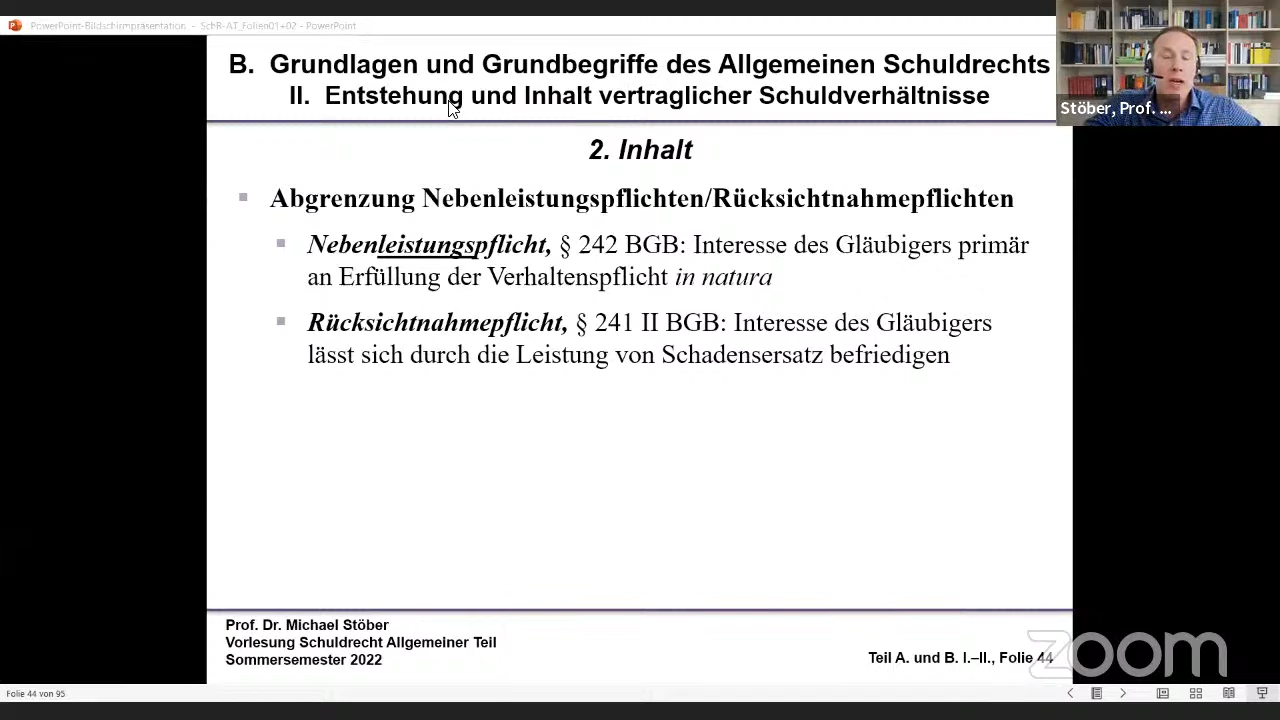 PowerPoint-Bildschirmpräsentation - SchR-AT_Folien01+02 - PowerPoint
B. Grundlagen und Grundbegriffe des Allgemeinen Schuldrechts
II. Entstehung und Inhalt vertraglicher Schuldverhältnisse
Stöber, Prof. ...
2. Inhalt
Abgrenzung Nebenleistungspflichten/Rücksichtnahmepflichten
Nebenleistungspflicht, § 242 BGB: Interesse des Gläubigers primär
an Erfüllung der Verhaltenspflicht in natura
Rücksichtnahmepflicht, § 241 II BGB: Interesse des Gläubigers
lässt sich durch die Leistung von Schadensersatz befriedigen
Prof. Dr. Michael Stöber
Vorlesung Schuldrecht Allgemeiner Teil
Sommersemester 2022
Teil A. und B. I.–II., Folie 44
zoom
Folie 44 von 95